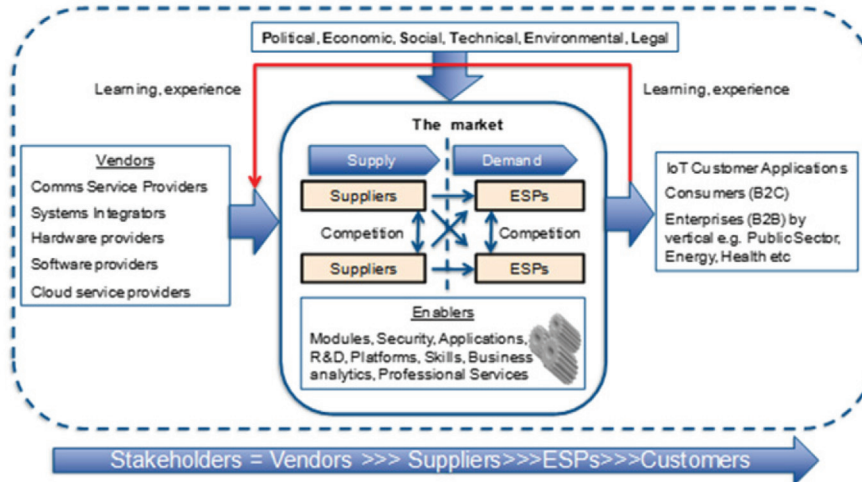 Political, Economic, Social, Technical, Environmental, Legal
Learning, experience
Learning, experience
The market
Supply
Demand
Vendors
Comms Service Providers
Systems Integrators
Hardware providers
Software providers
Cloud service providers
Suppliers
ESPs
Competition
Competition
Suppliers
ESPs
Enablers
Modules, Security, Applications,
R&D, Platforms, Skills, Business
analytics, Professional Services
IoT Customer Applications
Consumers (B2C)
Enterprises (B2B) by
vertical e.g. Public Sector,
Energy, Health etc
Stakeholders = Vendors >>> Suppliers>>>ESPs>>>Customers